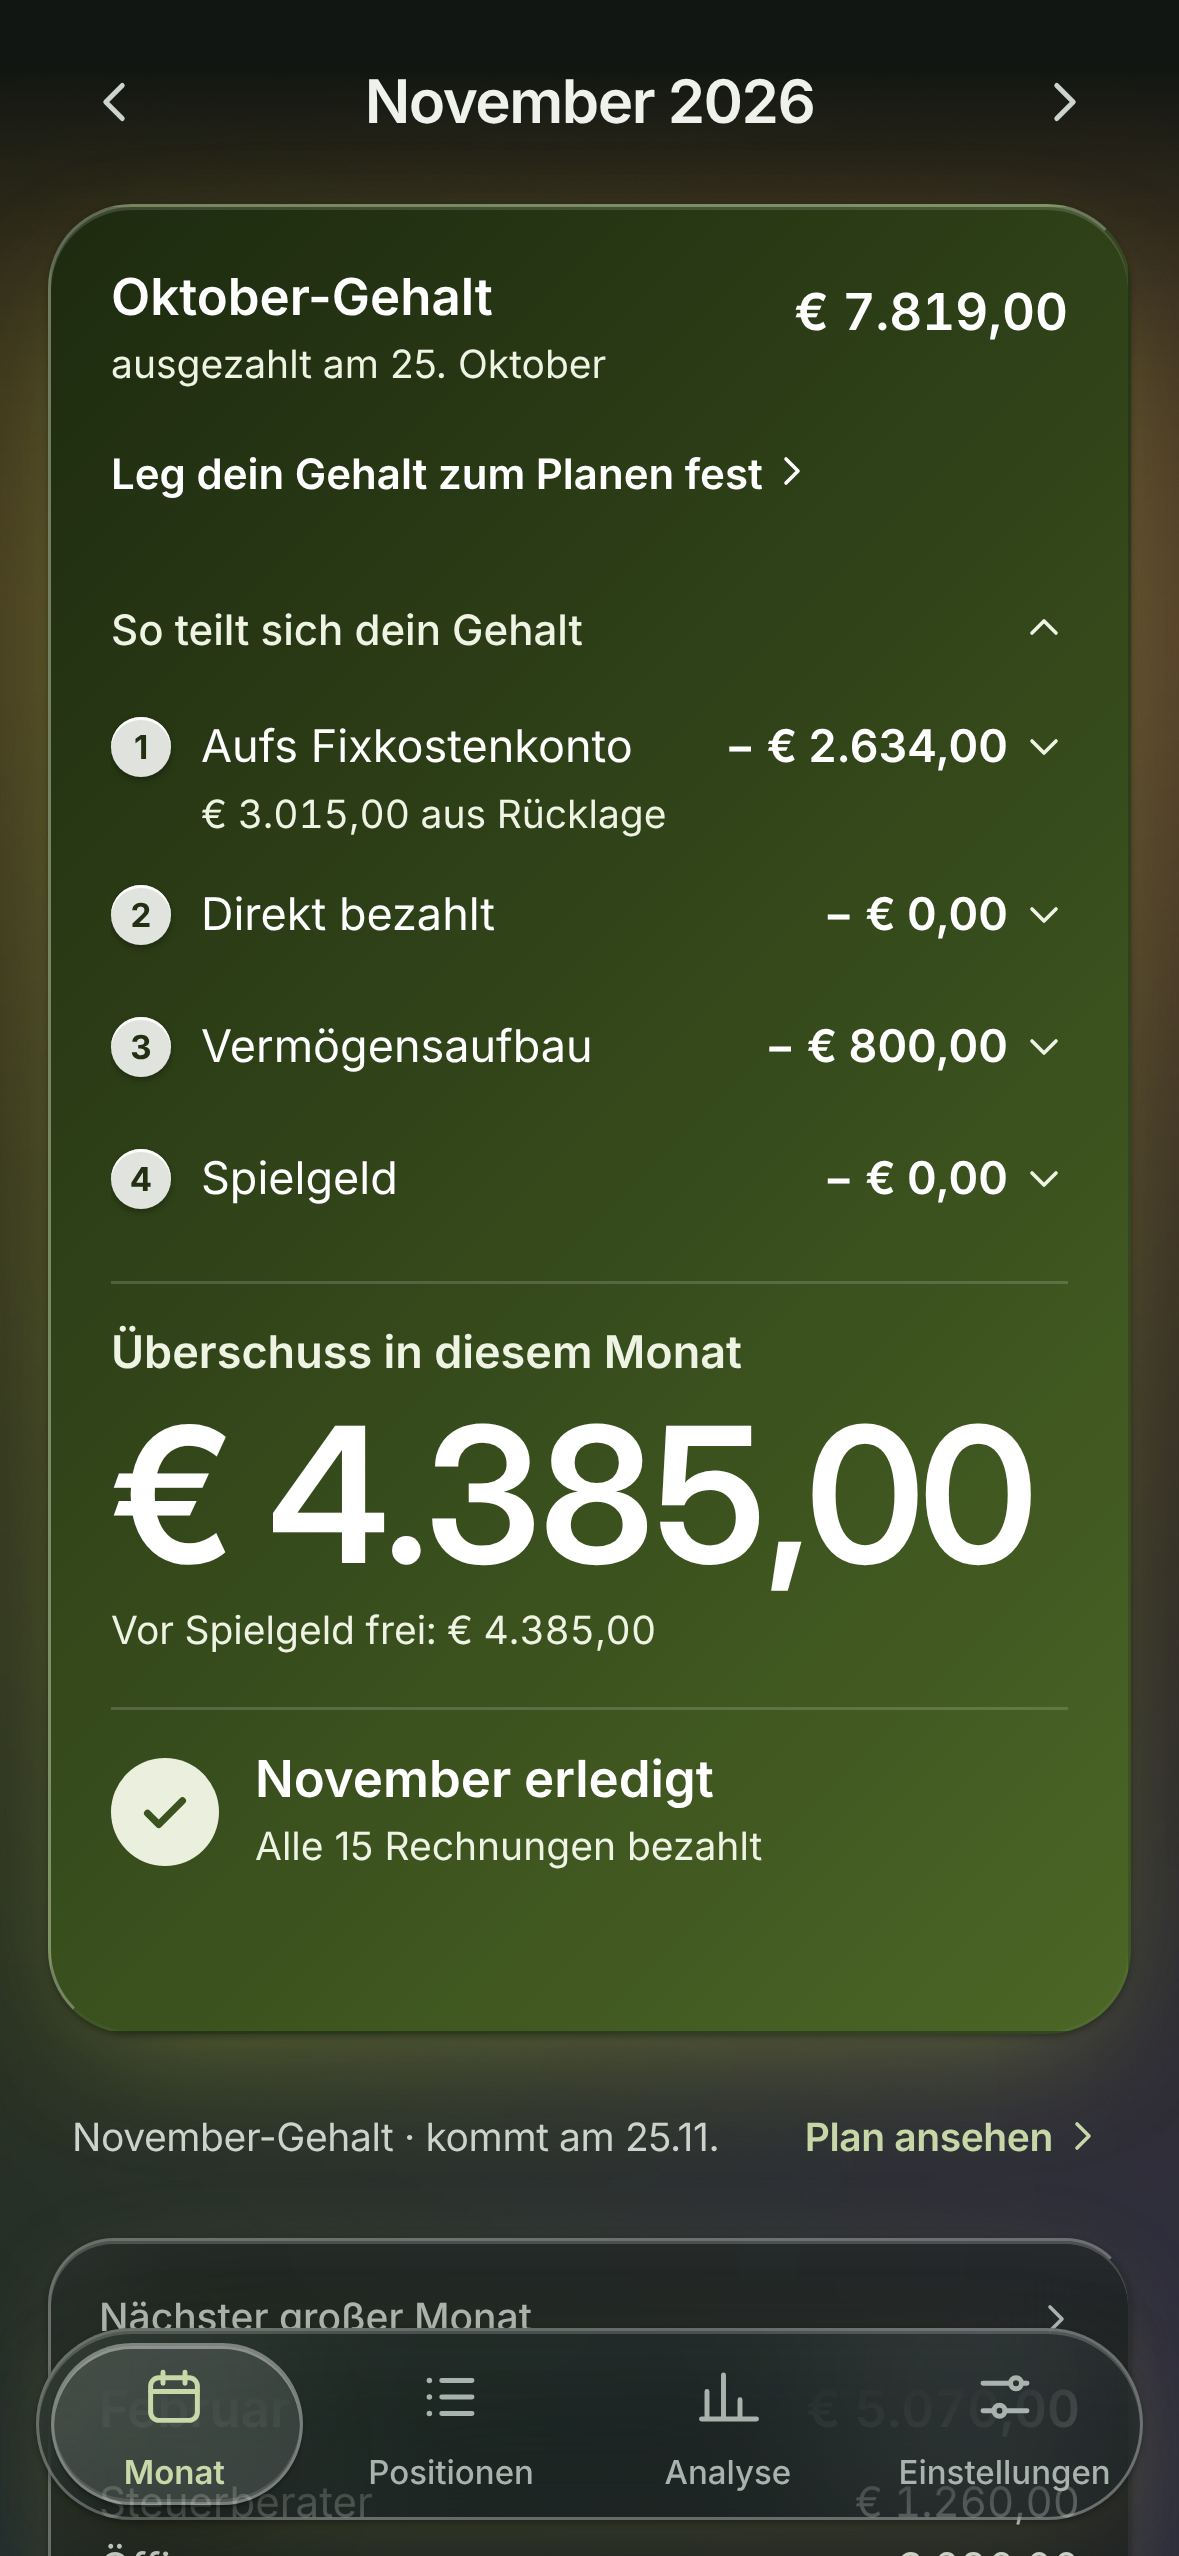 November 2026
Oktober-Gehalt
€ 7.819,00
ausgezahlt am 25. Oktober
Leg dein Gehalt zum Planen fest
So teilt sich dein Gehalt
1 Aufs Fixkostenkonto – € 2.634,00
€ 3.015,00 aus Rücklage
2 Direkt bezahlt – € 0,00
3 Vermögensaufbau – € 800,00
4 Spielgeld – € 0,00
Überschuss in diesem Monat
€ 4.385,00
Vor Spielgeld frei: € 4.385,00
November erledigt
Alle 15 Rechnungen bezahlt
November-Gehalt · kommt am 25.11. Plan ansehen
Nächster großer Monat
Februar
Monat Positionen Analyse Einstellungen
Steuerberater € 1.260,00